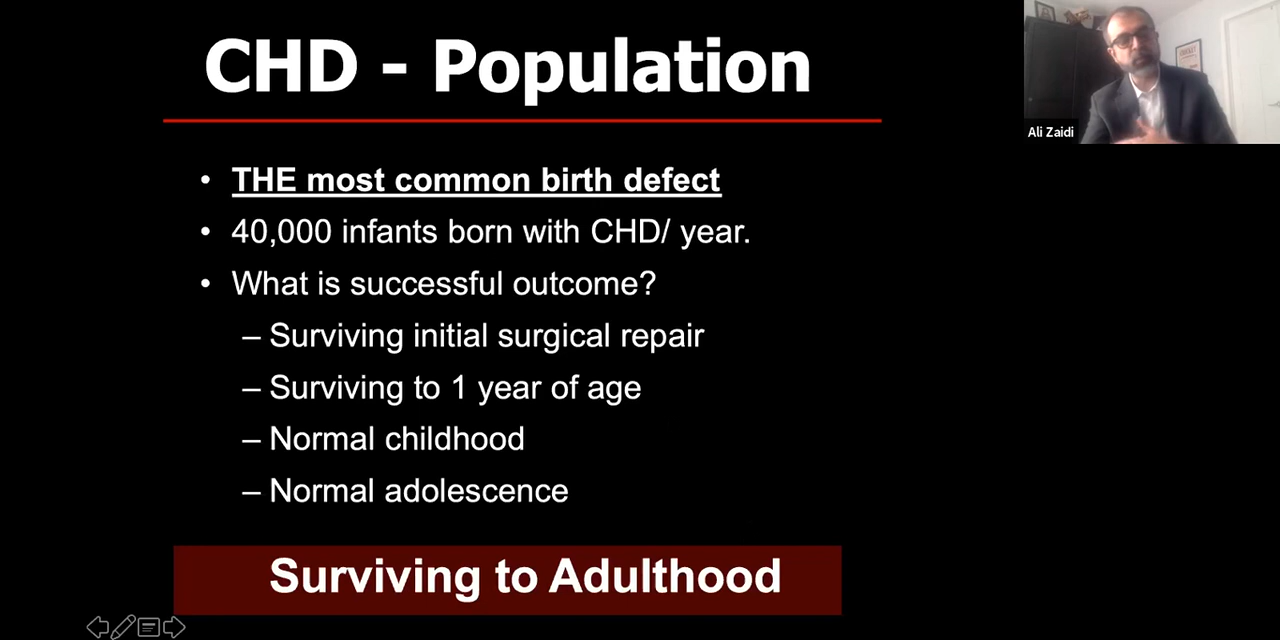 CHD - Population
Ali Zaidi
• THE most common birth defect
• 40,000 infants born with CHD/ year.
• What is successful outcome?
– Surviving initial surgical repair
– Surviving to 1 year of age
– Normal childhood
– Normal adolescence
Surviving to Adulthood